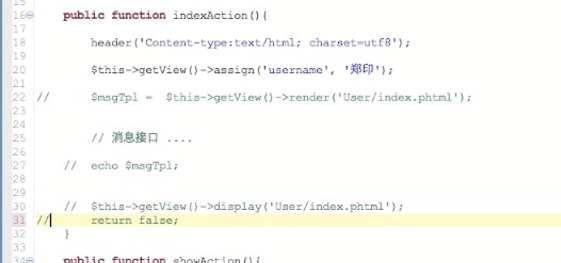 15
16 public function indexAction(){
17
18 header('Content-type:text/html; charset=utf8');
19
20 $this->getView()->assign('username', '郑印');
21
22 // $msgTpl = $this->getView()->render('User/index.phtml');
23
24
25 // 消息接口 ....
26
27 // echo $msgTpl;
28
29
30 // $this->getView()->display('User/index.phtml');
31 // return false;
32 }
33
34 public function showAction(){